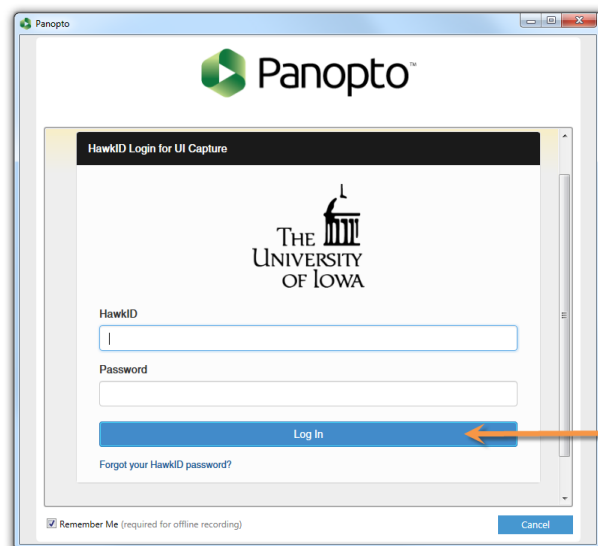 Panopto
Panopto™
HawkID Login for UI Capture
THE
UNIVERSITY
OF IOWA
HawkID
Password
Log In
Forgot your HawkID password?
Remember Me (required for offline recording)
Cancel